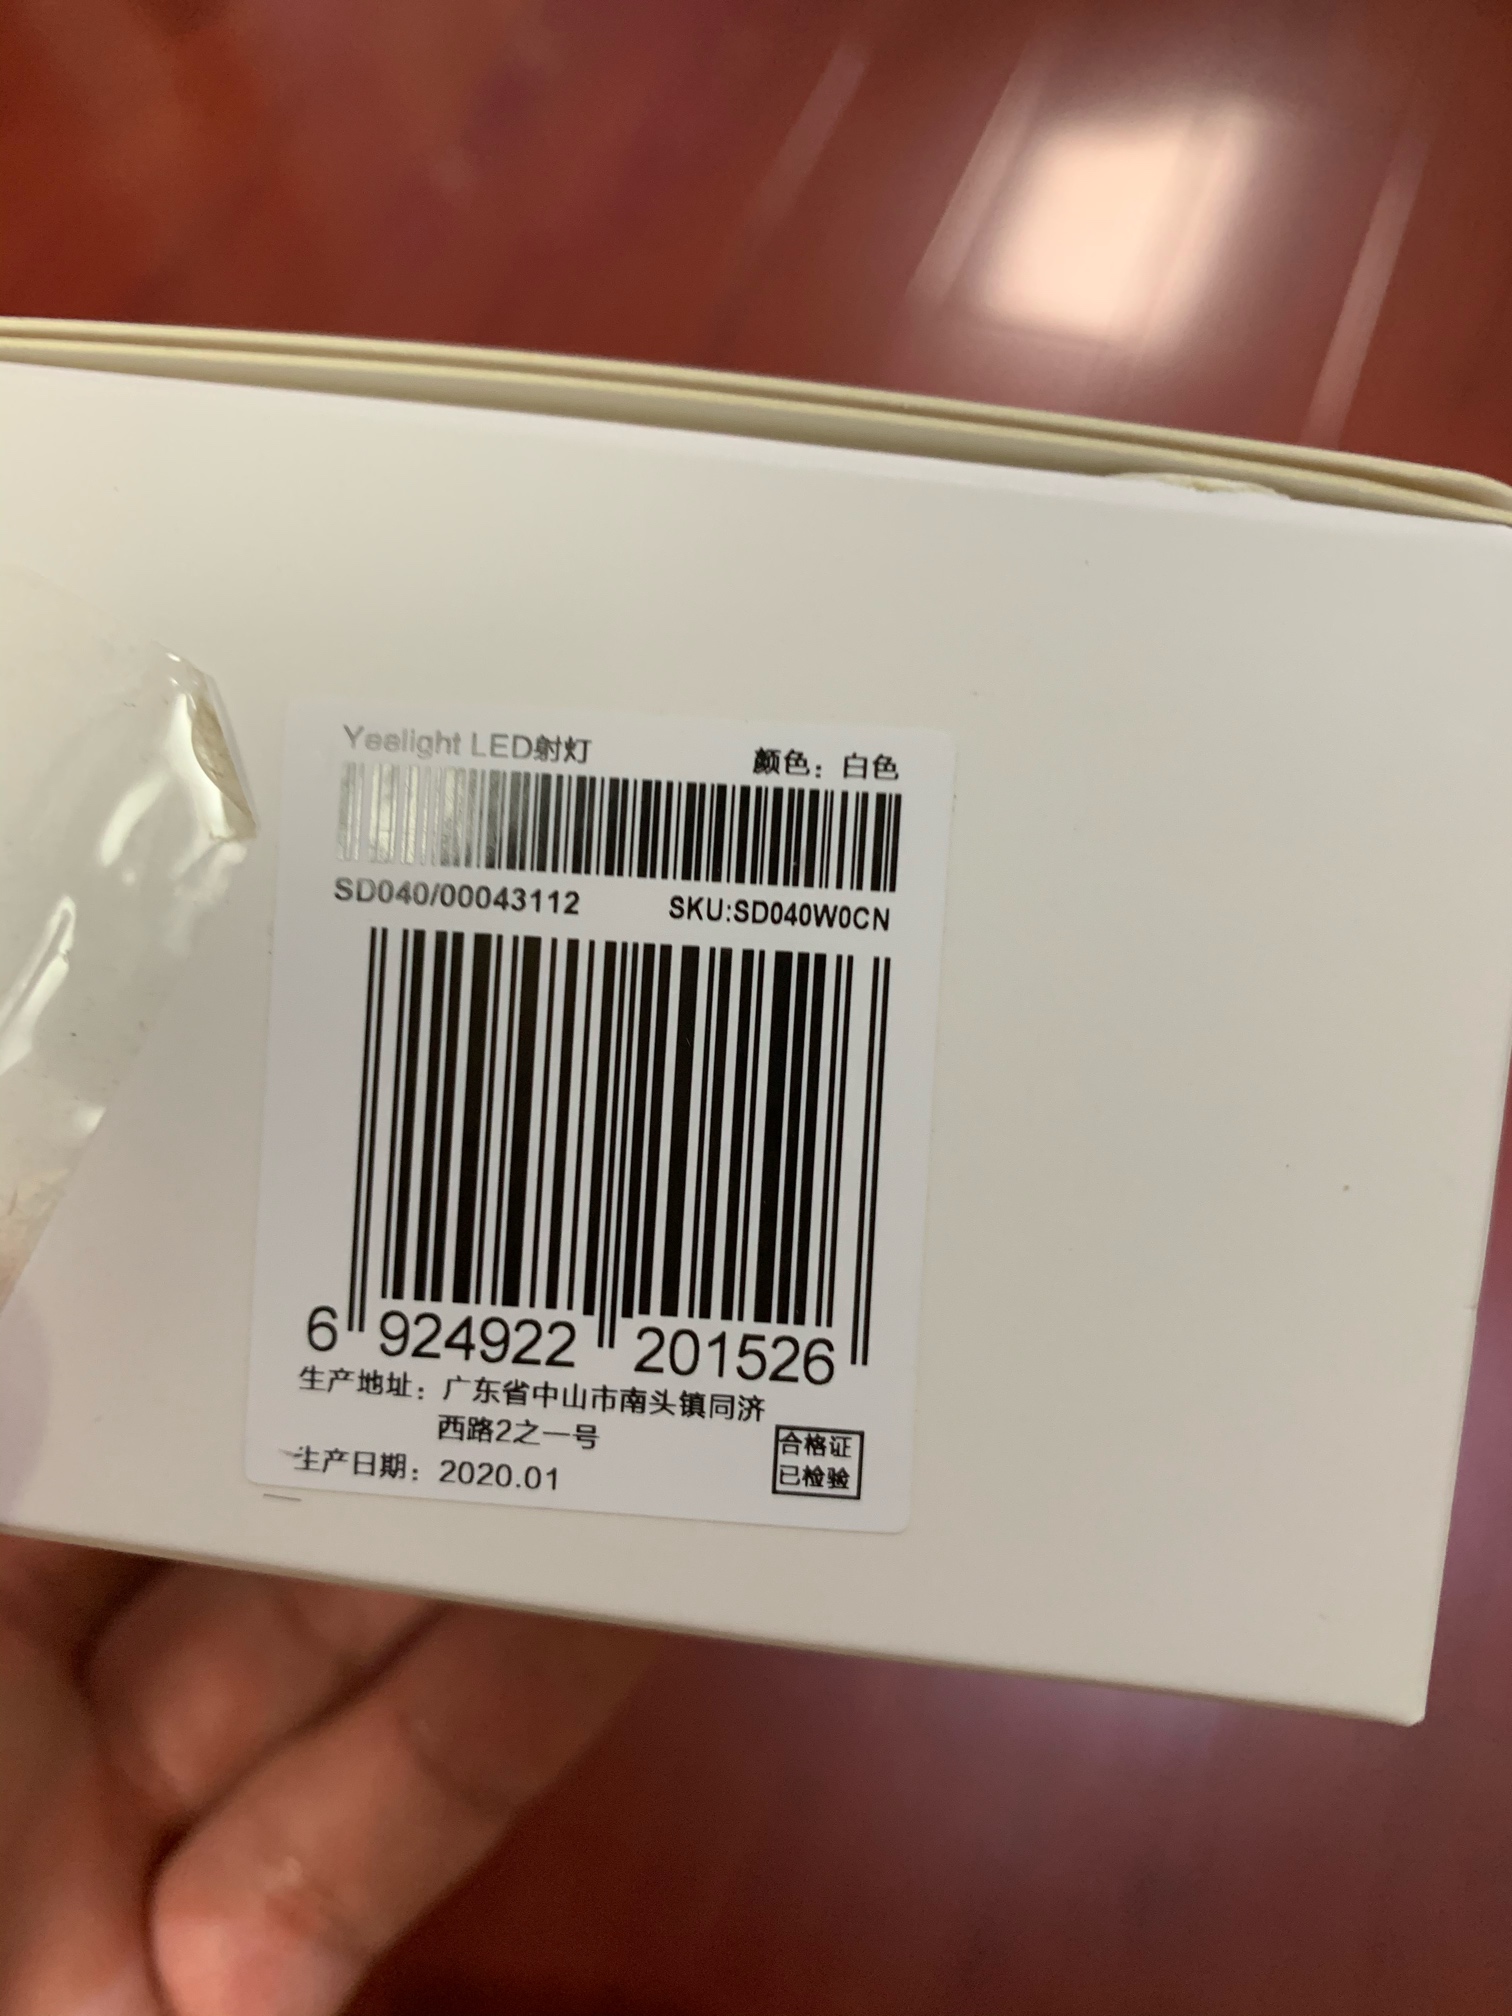 Yeelight LED射灯
颜色：白色
SD040/00043112
SKU:SD040W0CN
6 924922 201526
生产地址：广东省中山市南头镇同济
西路2之一号
生产日期：2020.01
合格证
已检验